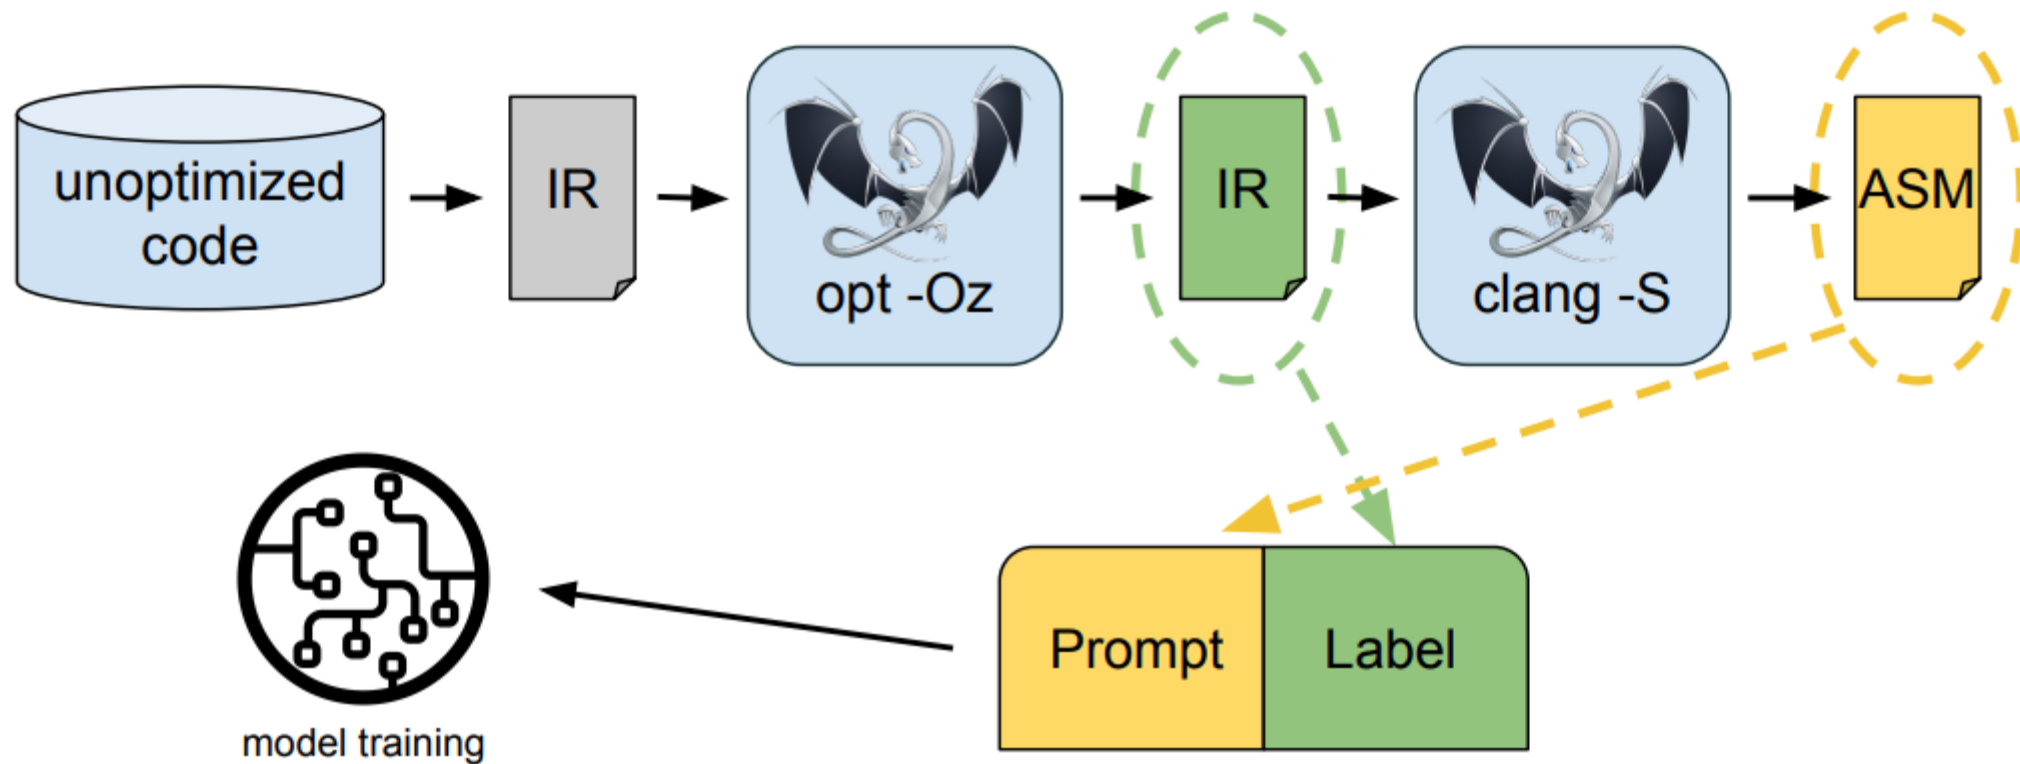 unoptimized
code
IR
opt -Oz
IR
clang -S
ASM
Prompt
Label
model training